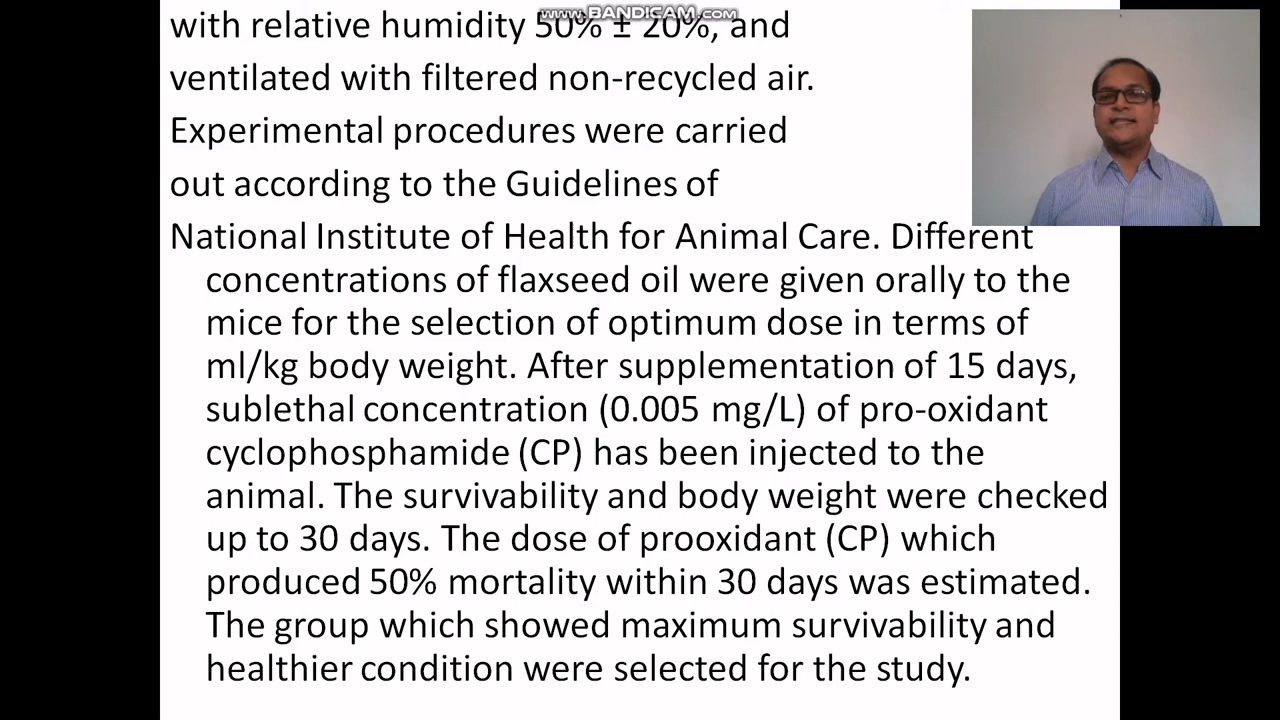 www.BANDICAM.com
with relative humidity 50% ± 20%, and
ventilated with filtered non-recycled air.
Experimental procedures were carried
out according to the Guidelines of
National Institute of Health for Animal Care. Different
concentrations of flaxseed oil were given orally to the
mice for the selection of optimum dose in terms of
ml/kg body weight. After supplementation of 15 days,
sublethal concentration (0.005 mg/L) of pro-oxidant
cyclophosphamide (CP) has been injected to the
animal. The survivability and body weight were checked
up to 30 days. The dose of prooxidant (CP) which
produced 50% mortality within 30 days was estimated.
The group which showed maximum survivability and
healthier condition were selected for the study.